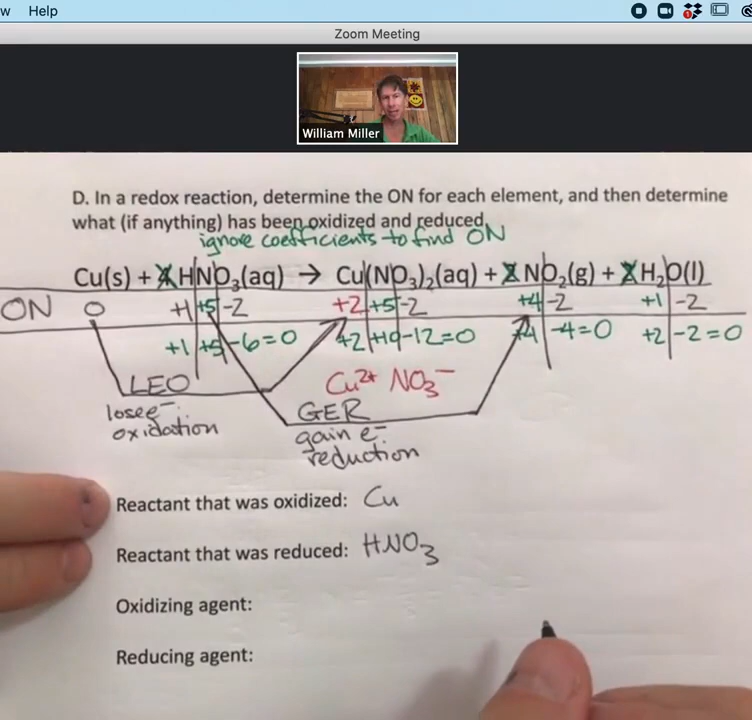 w Help
Zoom Meeting
William Miller
D. In a redox reaction, determine the ON for each element, and then determine
what (if anything) has been oxidized and reduced.
ignore coefficients to find ON
Cu(s) + HNO₃(aq) → Cu(NO₃)₂(aq) + NO₂(g) + H₂O(l)
ON 0 +1 +5 -2 +2 +5 -2 +4 -2 +1 -2
+1 +5 -6=0 +2 +10 -12=0 +4 -4=0 +2 -2=0
LEO Cu²⁺ NO₃⁻
lose e⁻ GER
oxidation gain e⁻
reduction
Reactant that was oxidized: Cu
Reactant that was reduced: HNO₃
Oxidizing agent:
Reducing agent: